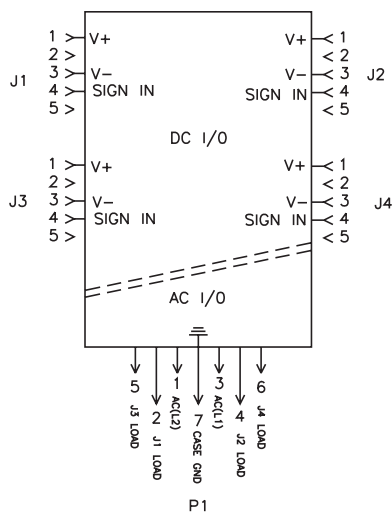 J1
1 V+
2
3 V−
4 SIGN IN
5
J2
V+ 1
2
V− 3
SIGN IN 4
5
DC I/O
J3
1 V+
2
3 V−
4 SIGN IN
5
J4
V+ 1
2
V− 3
SIGN IN 4
5
AC I/O
5 J3 LOAD
2 J1 LOAD
1 AC(L2)
7 CASE GND
3 AC(L1)
4 J2 LOAD
6 J4 LOAD
P1